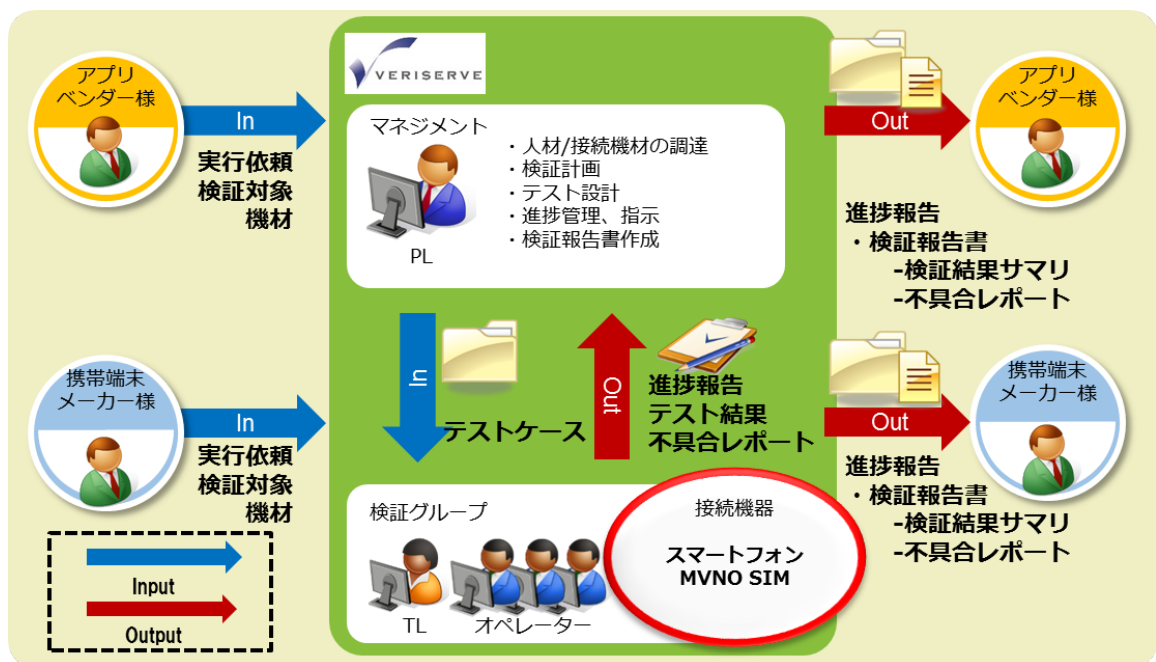 アプリ
ベンダー様
In
実行依頼
検証対象
機材
携帯端末
メーカー様
In
実行依頼
検証対象
機材
Input
Output
VERISERVE
マネジメント
PL
・人材/接続機材の調達
・検証計画
・テスト設計
・進捗管理、指示
・検証報告書作成
In
テストケース
Out
進捗報告
テスト結果
不具合レポート
検証グループ
TL
オペレーター
接続機器
スマートフォン
MVNO SIM
Out
アプリ
ベンダー様
進捗報告
・検証報告書
-検証結果サマリ
-不具合レポート
Out
携帯端末
メーカー様
進捗報告
・検証報告書
-検証結果サマリ
-不具合レポート